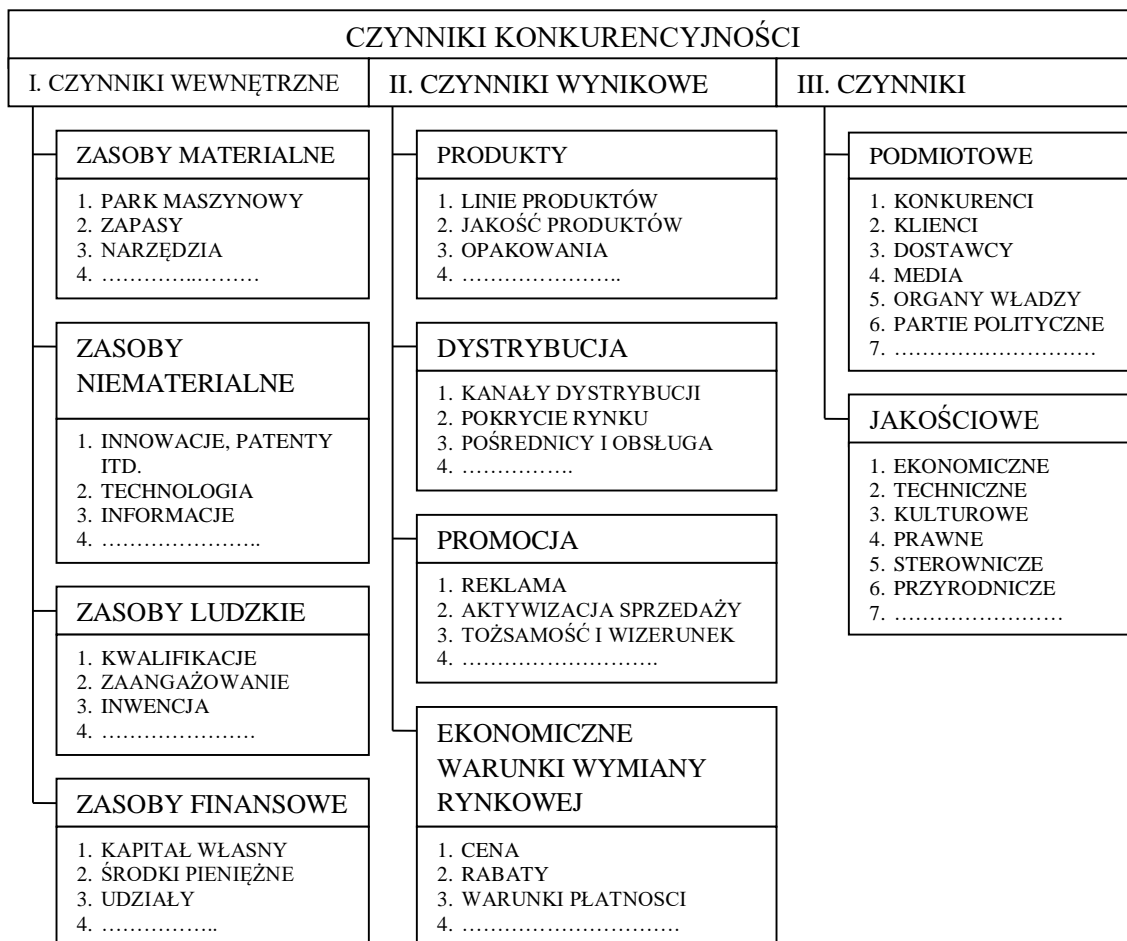 CZYNNIKI KONKURENCYJNOŚCI
I. CZYNNIKI WEWNĘTRZNE
ZASOBY MATERIALNE
1. PARK MASZYNOWY
2. ZAPASY
3. NARZĘDZIA
4. …………..………
ZASOBY
NIEMATERIALNE
1. INNOWACJE, PATENTY
ITD.
2. TECHNOLOGIA
3. INFORMACJE
4. …………………..
ZASOBY LUDZKIE
1. KWALIFIKACJE
2. ZAANGAŻOWANIE
3. INWENCJA
4. ………………….
ZASOBY FINANSOWE
1. KAPITAŁ WŁASNY
2. ŚRODKI PIENIĘŻNE
3. UDZIAŁY
4. ……………..
II. CZYNNIKI WYNIKOWE
PRODUKTY
1. LINIE PRODUKTÓW
2. JAKOŚĆ PRODUKTÓW
3. OPAKOWANIA
4. …………………..
DYSTRYBUCJA
1. KANAŁY DYSTRYBUCJI
2. POKRYCIE RYNKU
3. POŚREDNICY I OBSŁUGA
4. …………….
PROMOCJA
1. REKLAMA
2. AKTYWIZACJA SPRZEDAŻY
3. TOŻSAMOŚĆ I WIZERUNEK
4. ……………………….
EKONOMICZNE
WARUNKI WYMIANY
RYNKOWEJ
1. CENA
2. RABATY
3. WARUNKI PŁATNOSCI
4. …………………………
III. CZYNNIKI
PODMIOTOWE
1. KONKURENCI
2. KLIENCI
3. DOSTAWCY
4. MEDIA
5. ORGANY WŁADZY
6. PARTIE POLITYCZNE
7. ………….…………….
JAKOŚCIOWE
1. EKONOMICZNE
2. TECHNICZNE
3. KULTUROWE
4. PRAWNE
5. STEROWNICZE
6. PRZYRODNICZE
7. ……………………